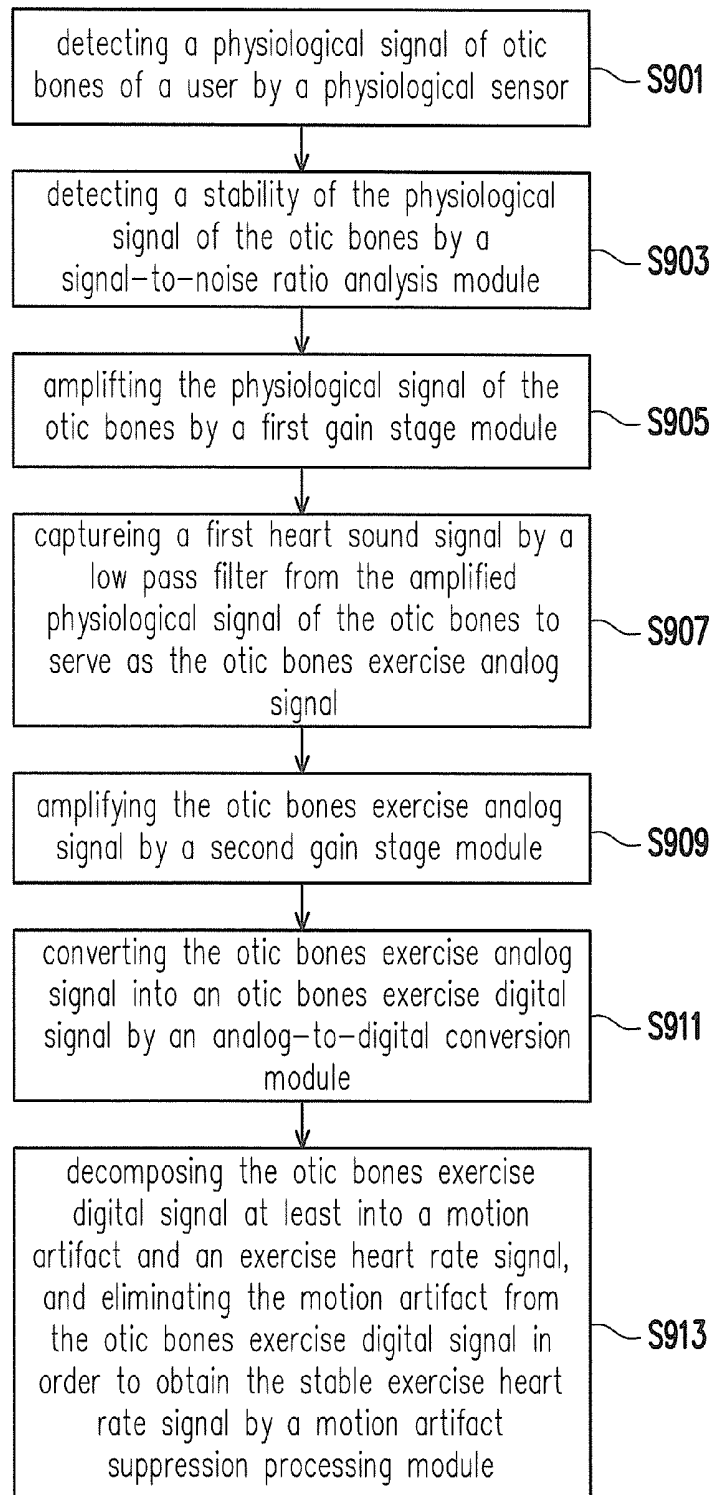 detecting a physiological signal of otic
bones of a user by a physiological sensor
S901
detecting a stability of the physiological
signal of the otic bones by a
signal-to-noise ratio analysis module
S903
amplifting the physiological signal of the
otic bones by a first gain stage module
S905
captureing a first heart sound signal by a
low pass filter from the amplified
physiological signal of the otic bones to
serve as the otic bones exercise analog
signal
S907
amplifying the otic bones exercise analog
signal by a second gain stage module
S909
converting the otic bones exercise analog
signal into an otic bones exercise digital
signal by an analog-to-digital conversion
module
S911
decomposing the otic bones exercise
digital signal at least into a motion
artifact and an exercise heart rate signal,
and eliminating the motion artifact from
the otic bones exercise digital signal in
order to obtain the stable exercise heart
rate signal by a motion artifact
suppression processing module
S913